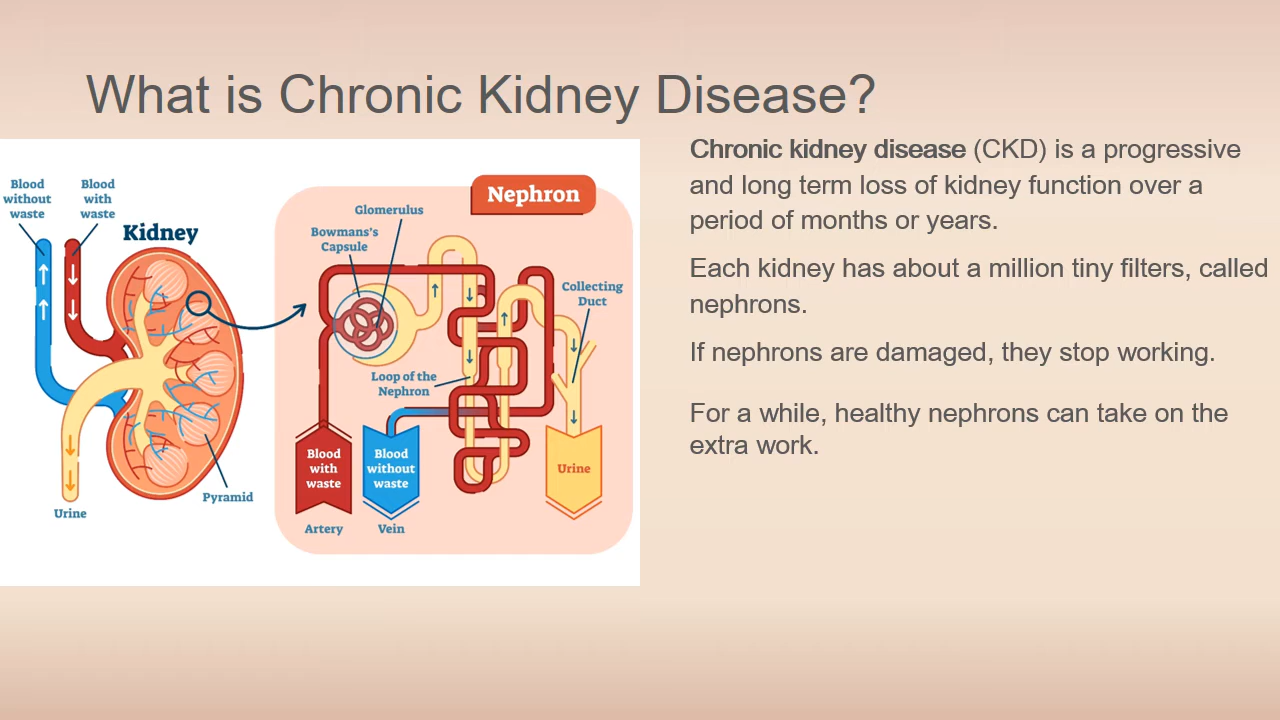 What is Chronic Kidney Disease?
Blood
without
waste
Blood
with
waste
Kidney
Urine
Pyramid
Nephron
Glomerulus
Bowmans's
Capsule
Collecting
Duct
Loop of the
Nephron
Blood
with
waste
Artery
Blood
without
waste
Vein
Urine
Chronic kidney disease (CKD) is a progressive
and long term loss of kidney function over a
period of months or years.
Each kidney has about a million tiny filters, called
nephrons.
If nephrons are damaged, they stop working.
For a while, healthy nephrons can take on the
extra work.